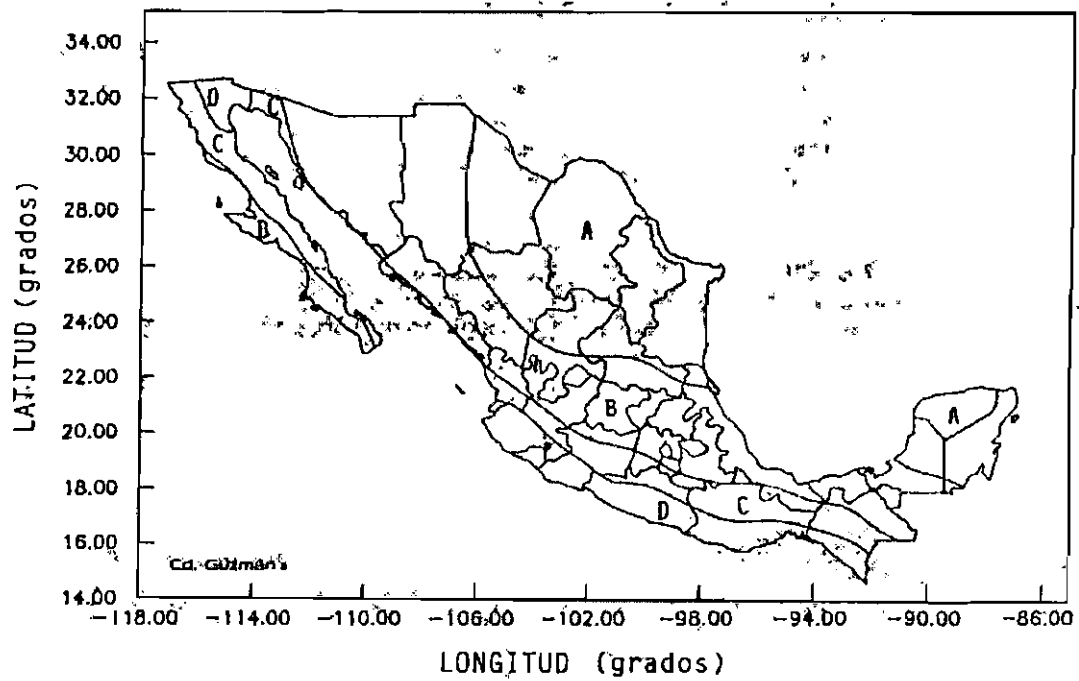 34.00
32.00
30.00
28.00
26.00
24.00
22.00
20.00
18.00
16.00
14.00
LATITUD (grados)
D
C
C
B
A
B
A
C
D
Cd. Guzmán
-118.00 -114.00 -110.00 -106.00 -102.00 -98.00 -94.00 -90.00 -86.00
LONGITUD (grados)